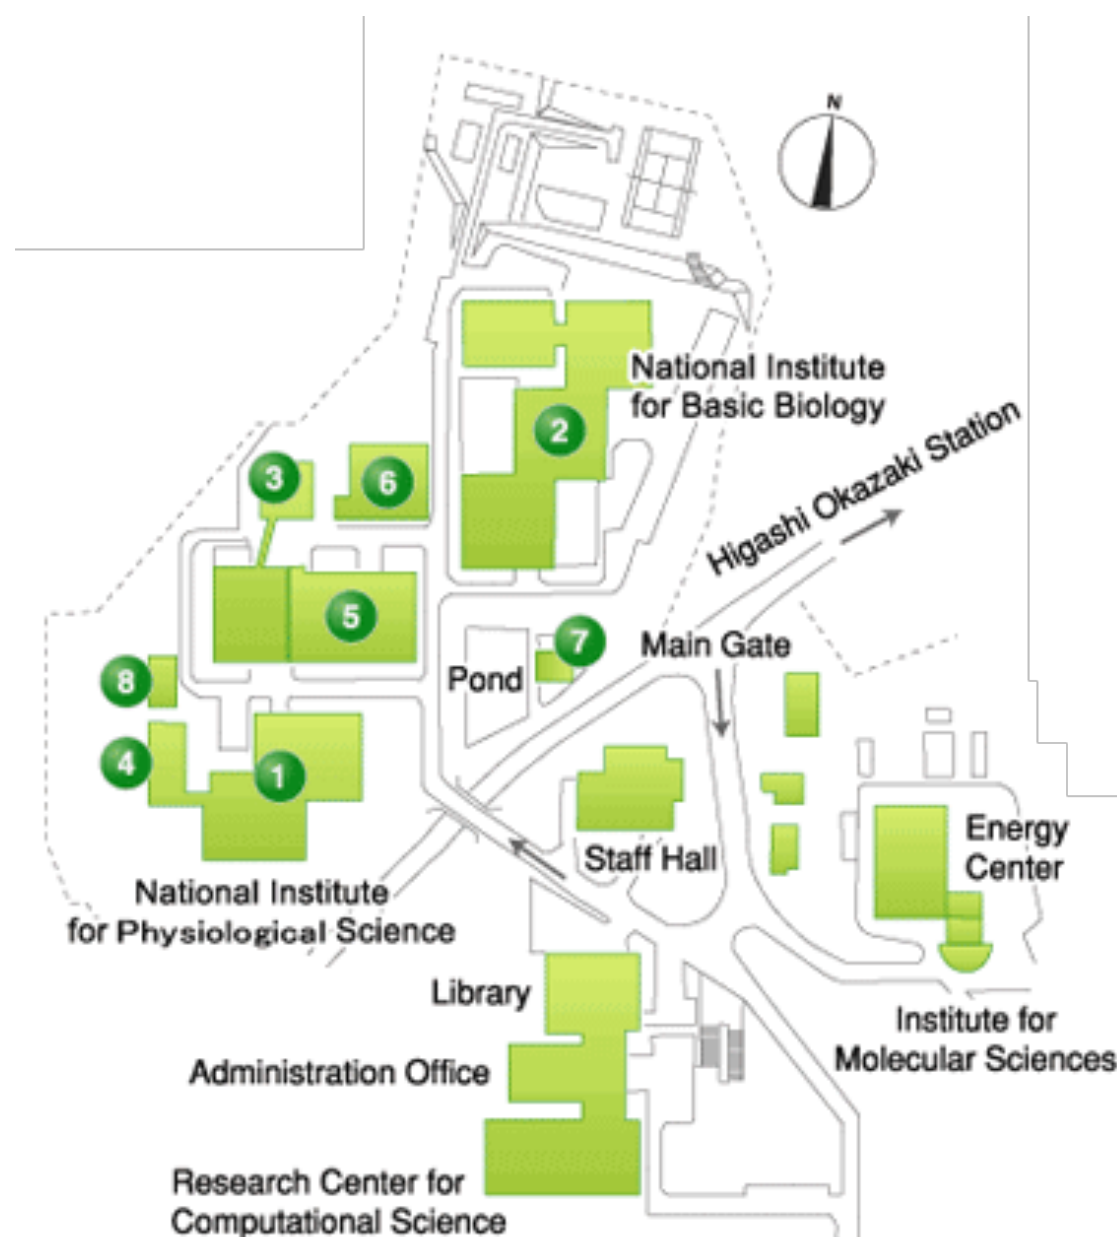 N
National Institute
for Basic Biology
2
Higashi Okazaki Station
3
6
5
7
Main Gate
Pond
8
4
1
Staff Hall
Energy
Center
National Institute
for Physiological Science
Library
Institute for
Molecular Sciences
Administration Office
Research Center for
Computational Science